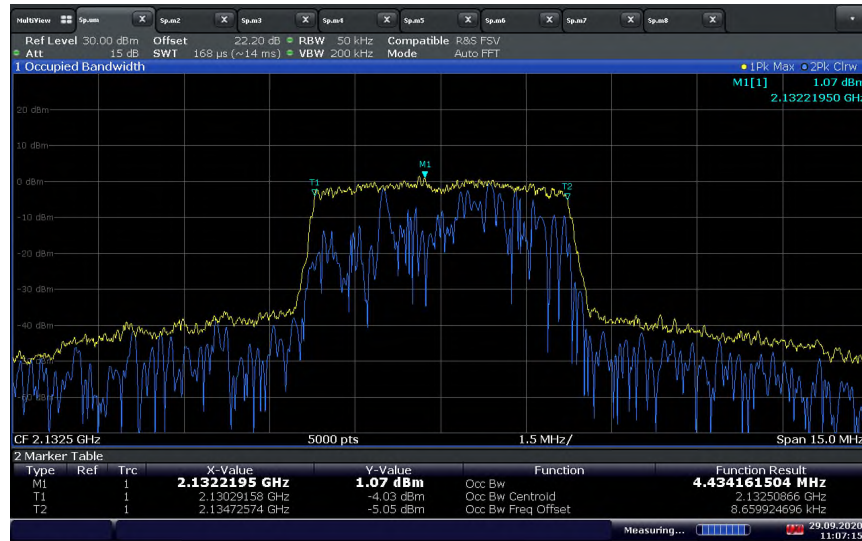 MultiView Sp.um X Sp.m2 X Sp.m3 X Sp.m4 X Sp.m5 X Sp.m6 X Sp.m7 X Sp.m8 X
Ref Level 30.00 dBm Offset 22.20 dB RBW 50 kHz Compatible R&S FSV
Att 15 dB SWT 168 µs (~14 ms) VBW 200 kHz Mode Auto FFT
1 Occupied Bandwidth 1Pk Max 2Pk Clrw
M1[1] 1.07 dBm
2.13221950 GHz
20 dBm
10 dBm
M1
0 dBm T1 T2
-10 dBm
-20 dBm
-30 dBm
-40 dBm
-60 dBm
CF 2.1325 GHz 5000 pts 1.5 MHz/ Span 15.0 MHz
2 Marker Table
Type Ref Trc X-Value Y-Value Function Function Result
M1 1 2.1322195 GHz 1.07 dBm Occ Bw 4.434161504 MHz
T1 1 2.13029158 GHz -4.03 dBm Occ Bw Centroid 2.13250866 GHz
T2 1 2.13472574 GHz -5.05 dBm Occ Bw Freq Offset 8.659924696 kHz
Measuring... 29.09.2020
11:07:15